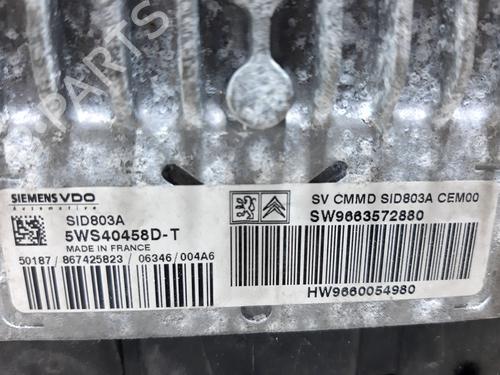 SIEMENS VDO
Automotive
SID803A
5WS40458D-T
MADE IN FRANCE
50187 / 867425823 / 06346 / 004A6
SV CMMD SID803A CEM00
SW9663572880
HW9660054980
B-PARTS